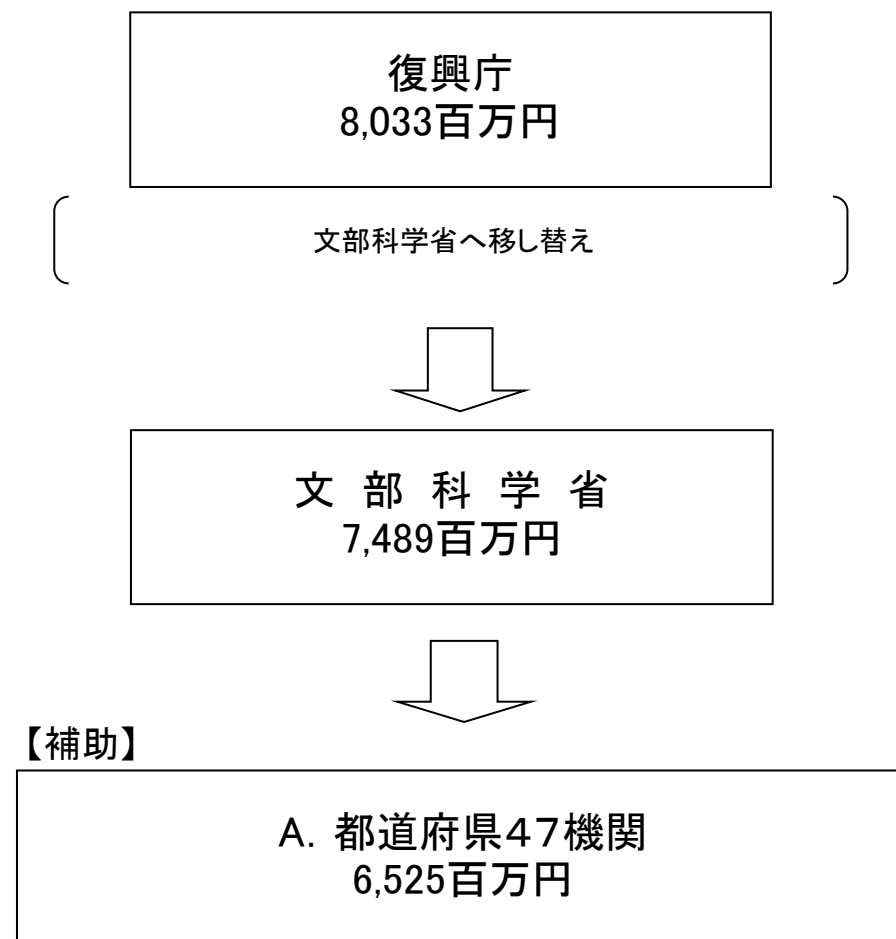 復興庁
8,033百万円
文部科学省へ移し替え
文 部 科 学 省
7,489百万円
【補助】
A. 都道府県４７機関
6,525百万円